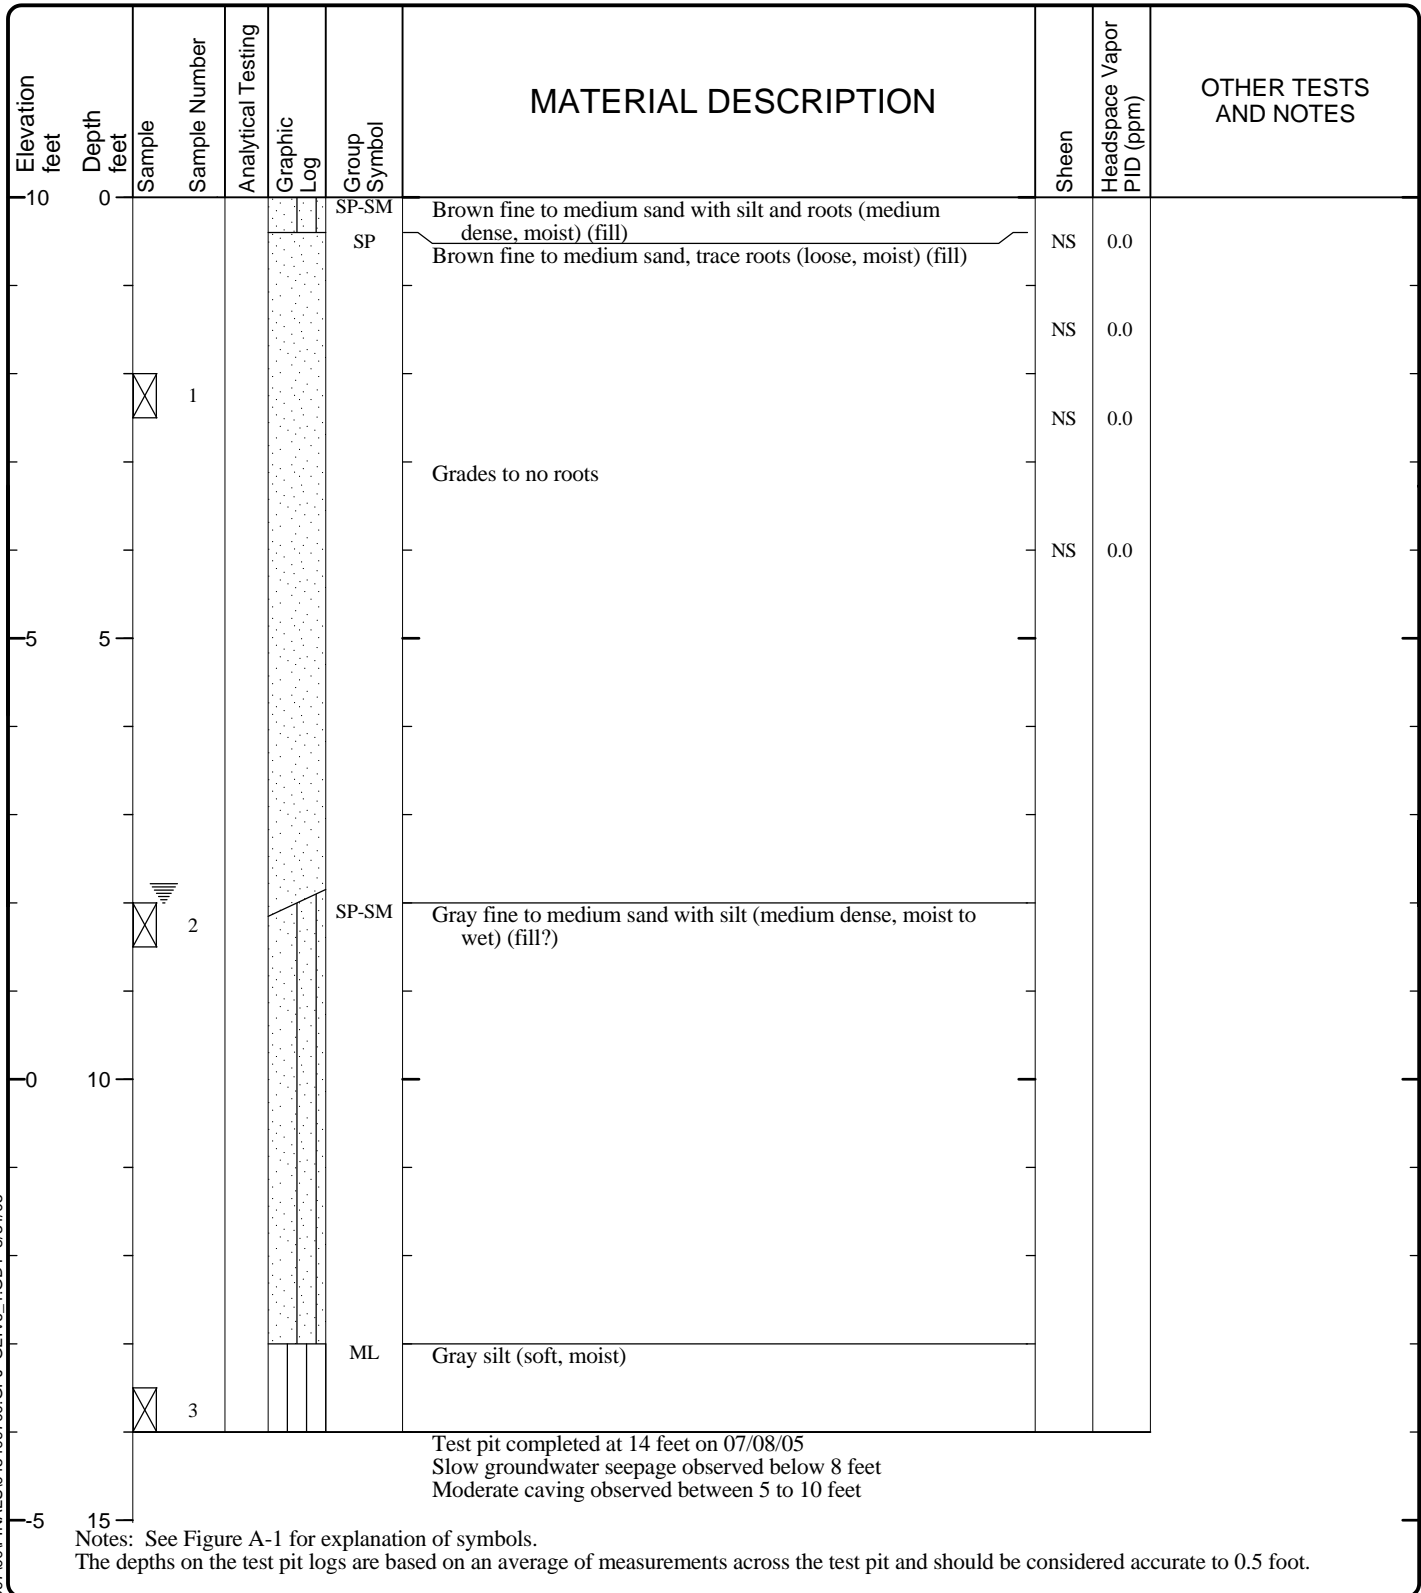 Elevation
feet
Depth
feet
Sample
Sample Number
Analytical Testing
Graphic
Log
Group
Symbol
MATERIAL DESCRIPTION
Sheen
Headspace Vapor
PID (ppm)
OTHER TESTS
AND NOTES
10 0
SP-SM Brown fine to medium sand with silt and roots (medium
dense, moist) (fill)
SP NS 0.0
Brown fine to medium sand, trace roots (loose, moist) (fill)
NS 0.0
1
NS 0.0
Grades to no roots
NS 0.0
5 5
2 SP-SM Gray fine to medium sand with silt (medium dense, moist to
wet) (fill?)
0 10
ML Gray silt (soft, moist)
3
Test pit completed at 14 feet on 07/08/05
Slow groundwater seepage observed below 8 feet
Moderate caving observed between 5 to 10 feet
-5 15
Notes: See Figure A-1 for explanation of symbols.
The depths on the test pit logs are based on an average of measurements across the test pit and should be considered accurate to 0.5 foot.